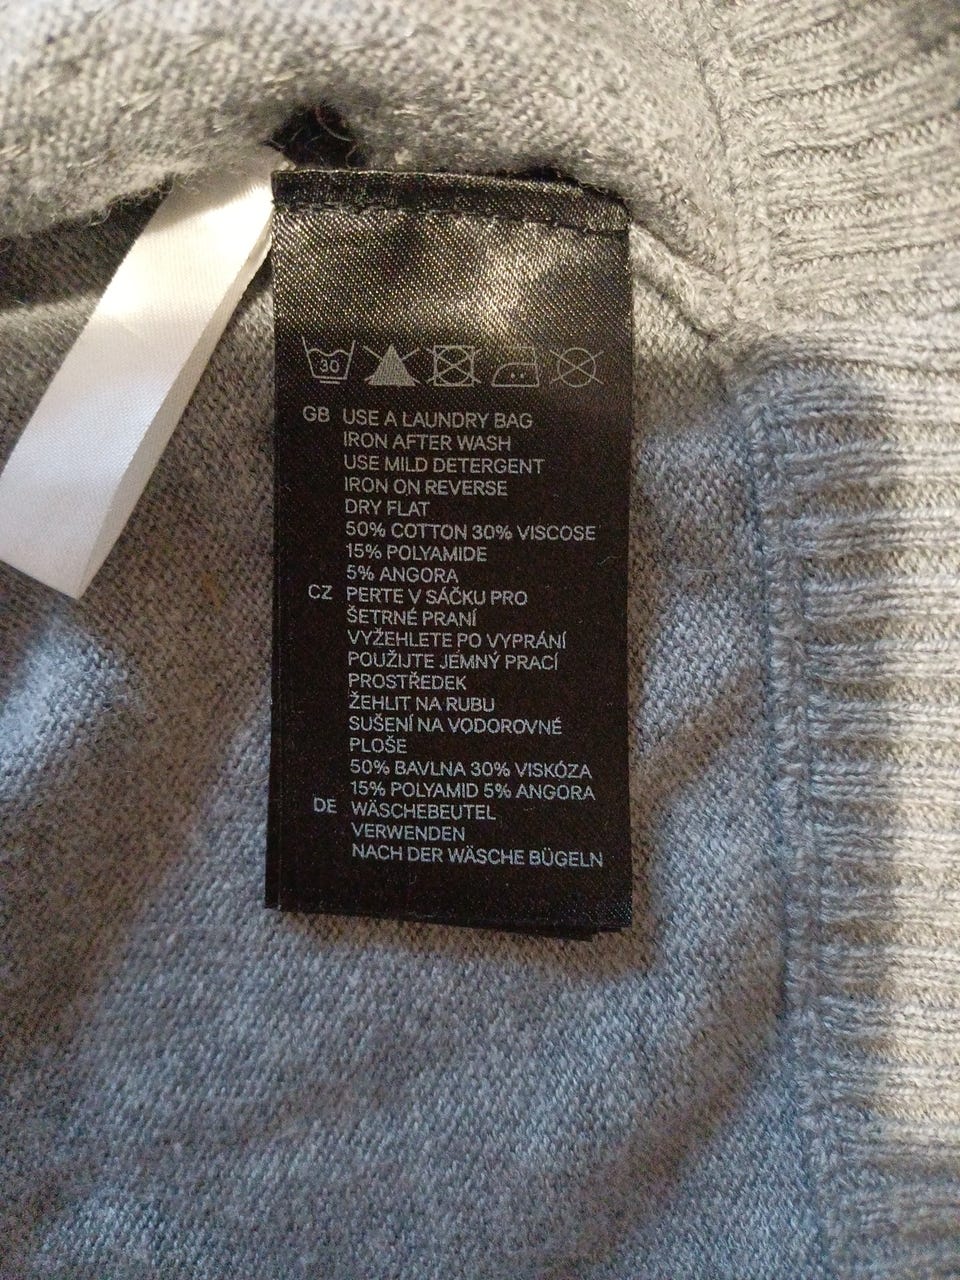 30
GB USE A LAUNDRY BAG
IRON AFTER WASH
USE MILD DETERGENT
IRON ON REVERSE
DRY FLAT
50% COTTON 30% VISCOSE
15% POLYAMIDE
5% ANGORA
CZ PERTE V SÁČKU PRO
ŠETRNÉ PRANÍ
VYŽEHLETE PO VYPRÁNÍ
POUŽIJTE JEMNÝ PRACÍ
PROSTŘEDEK
ŽEHLIT NA RUBU
SUŠENÍ NA VODOROVNÉ
PLOŠE
50% BAVLNA 30% VISKÓZA
15% POLYAMID 5% ANGORA
DE WÄSCHEBEUTEL
VERWENDEN
NACH DER WÄSCHE BÜGELN